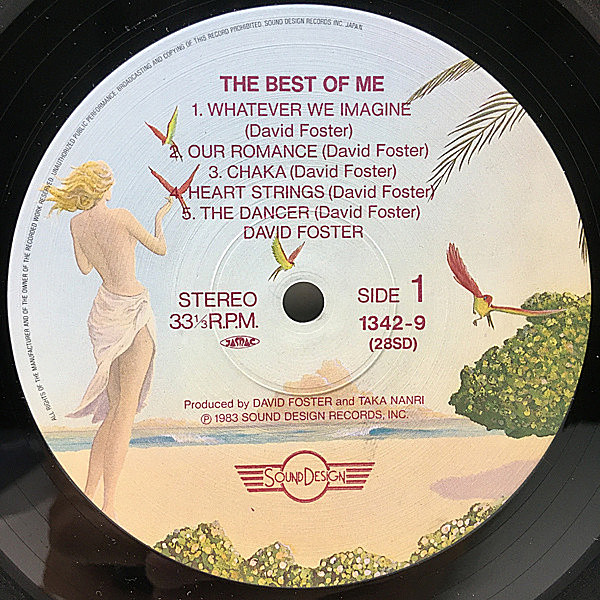 ALL RIGHTS OF THE MANUFACTURER AND OF THE OWNER OF THE RECORDED WORK RESERVED. UNAUTHORIZED PUBLIC PERFORMANCE, BROADCASTING AND COPYING OF THIS RECORD PROHIBITED. SOUND DESIGN RECORDS INC. JAPAN.
THE BEST OF ME
1. WHATEVER WE IMAGINE
(David Foster)
2. OUR ROMANCE (David Foster)
3. CHAKA (David Foster)
4. HEART STRINGS (David Foster)
5. THE DANCER (David Foster)
DAVID FOSTER
STEREO
33⅓R.P.M.
JASRAC
SIDE 1
1342-9
(28SD)
Produced by DAVID FOSTER and TAKA NANRI
℗ 1983 SOUND DESIGN RECORDS, INC.
SOUNDDESIGN